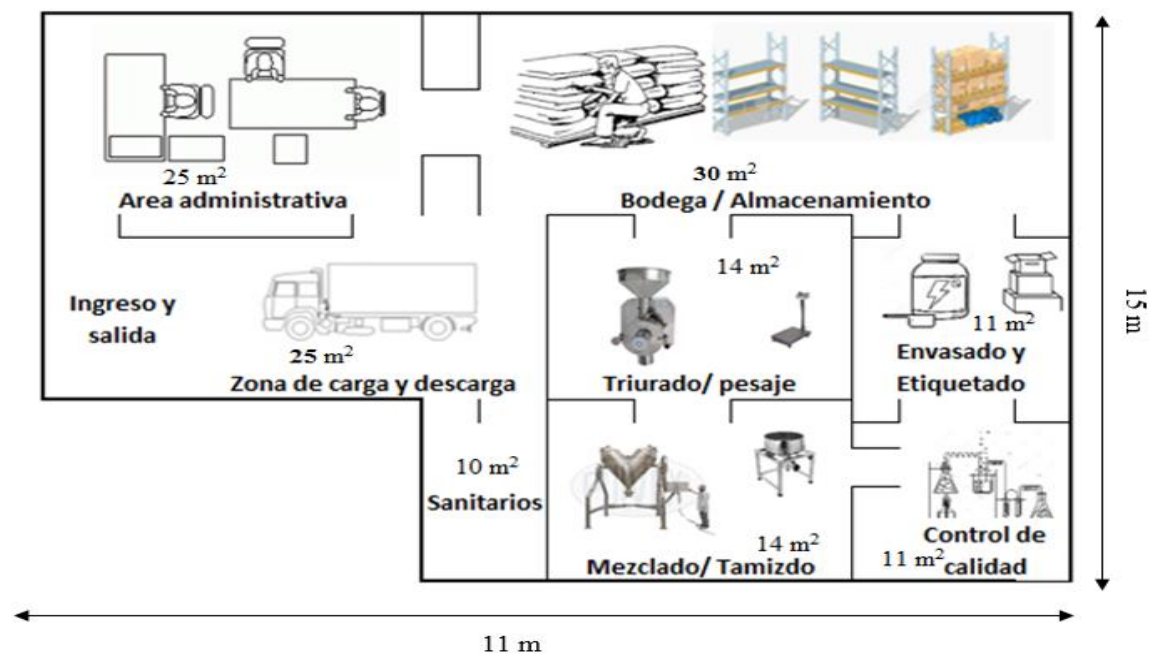 25 m²
Area administrativa
30 m²
Bodega / Almacenamiento
Ingreso y
salida
25 m²
Zona de carga y descarga
14 m²
Triurado/ pesaje
11 m²
Envasado y
Etiquetado
10 m²
Sanitarios
14 m²
Mezclado/ Tamizdo
Control de
11 m² calidad
15 m
11 m